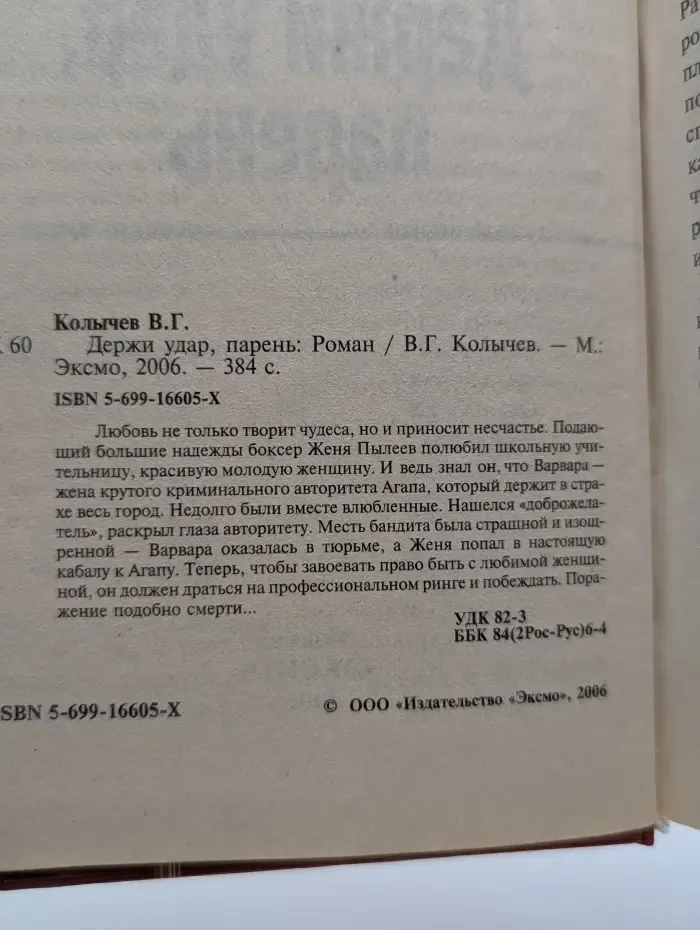 Колычев В.Г.
К 60 Держи удар, парень: Роман / В.Г. Колычев. — М.:
Эксмо, 2006. — 384 с.
ISBN 5-699-16605-X
Любовь не только творит чудеса, но и приносит несчастье. Подаю-
щий большие надежды боксер Женя Пылеев полюбил школьную учи-
тельницу, красивую молодую женщину. И ведь знал он, что Варвара —
жена крутого криминального авторитета Агапа, который держит в стра-
хе весь город. Недолго были вместе влюбленные. Нашелся «доброжела-
тель», раскрыл глаза авторитету. Месть бандита была страшной и изощ-
ренной — Варвара оказалась в тюрьме, а Женя попал в настоящую
кабалу к Агапу. Теперь, чтобы завоевать право быть с любимой женщи-
ной, он должен драться на профессиональном ринге и побеждать. Пора-
жение подобно смерти...
УДК 82-3
ББК 84(2Рос-Рус)6-4
ISBN 5-699-16605-X
© ООО «Издательство «Эксмо», 2006